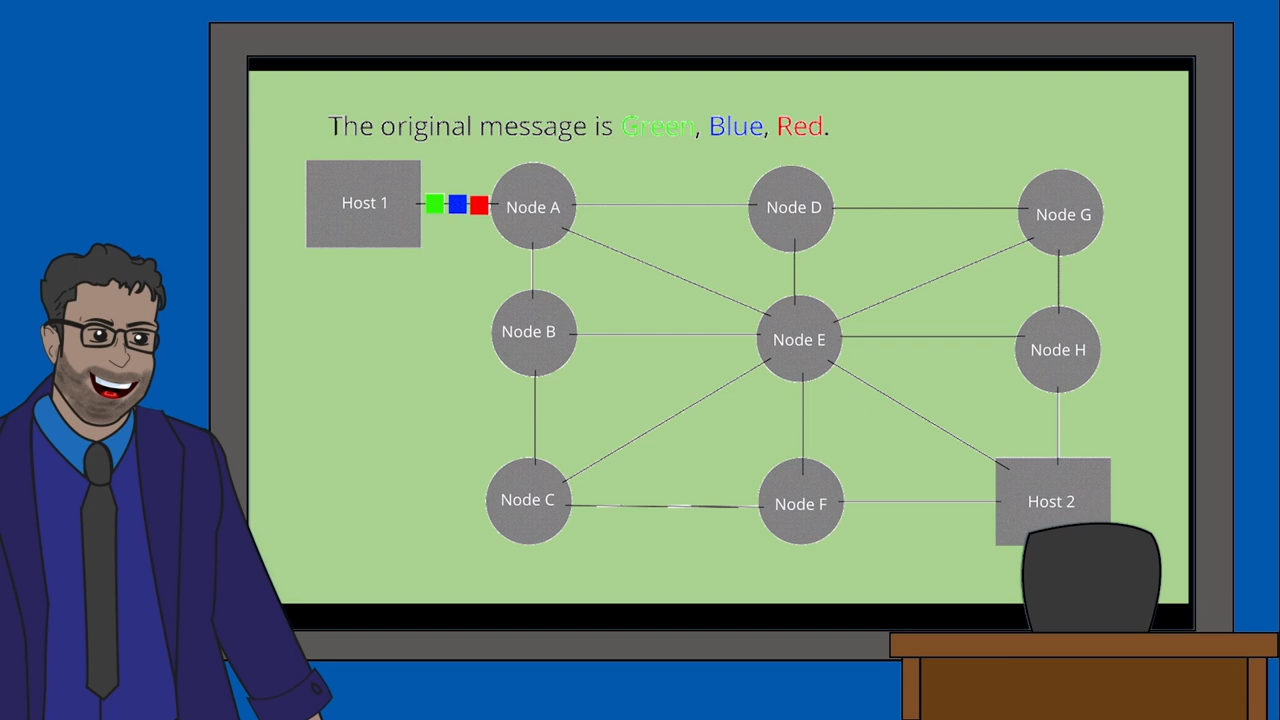 The original message is Green, Blue, Red.
Host 1
Node A
Node D
Node G
Node B
Node E
Node H
Node C
Node F
Host 2